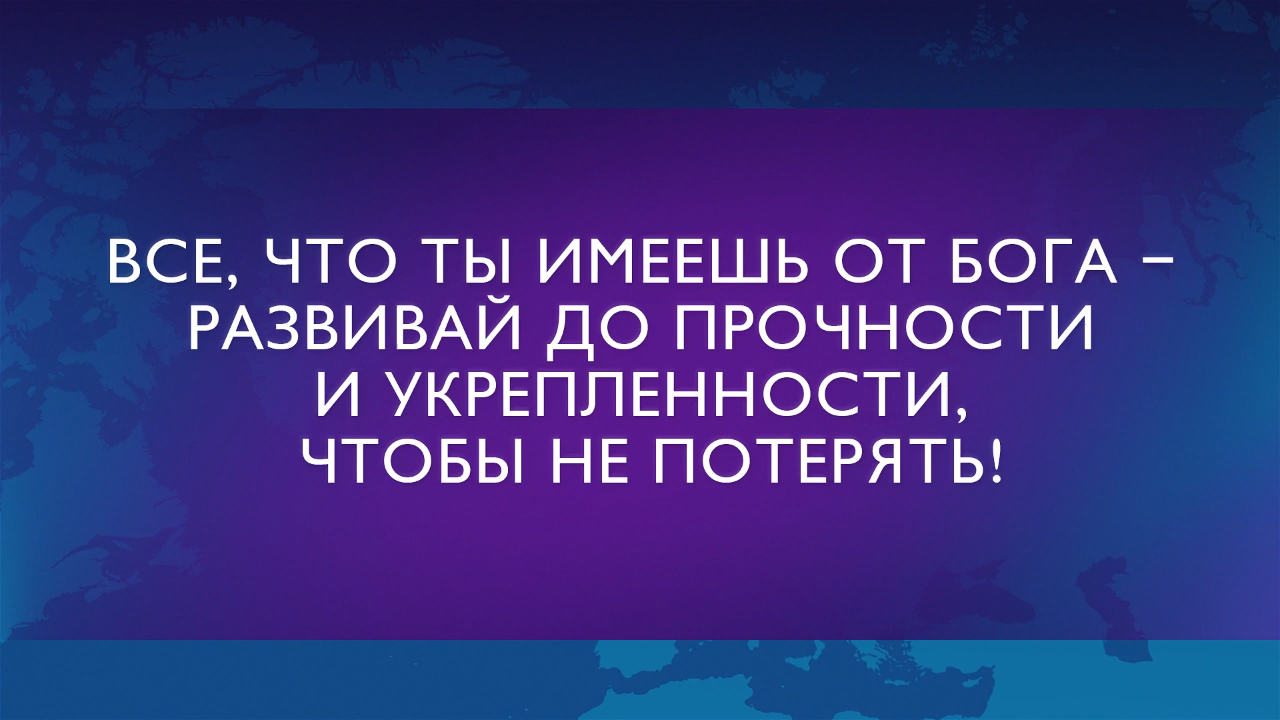 ВСЕ, ЧТО ТЫ ИМЕЕШЬ ОТ БОГА –
РАЗВИВАЙ ДО ПРОЧНОСТИ
И УКРЕПЛЕННОСТИ,
ЧТОБЫ НЕ ПОТЕРЯТЬ!